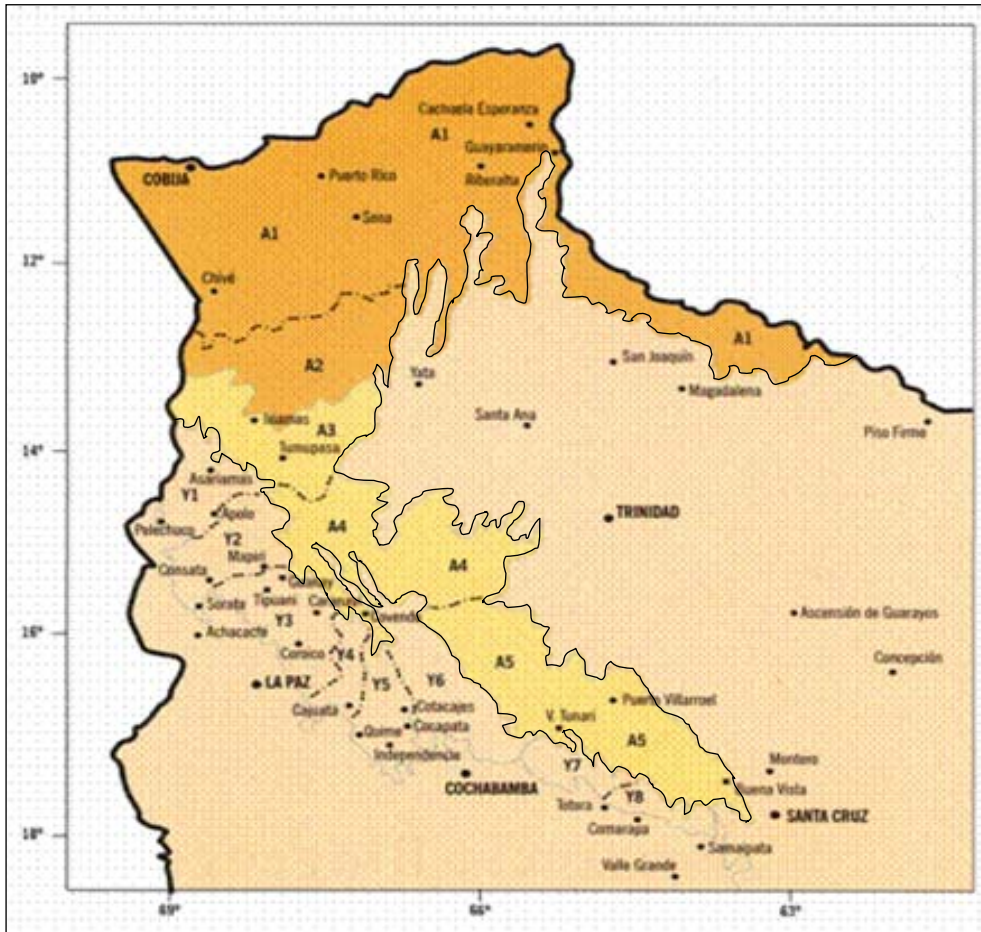 10°
Cachuela Esperanza
A1
Guayaramerín
COBIJA
Puerto Rico
Riberalta
Sena
A1
12°
Chivé
A1
A2
San Joaquín
Yata
Magadalena
Ixiamas
Santa Ana
A3
Piso Firme
14°
Tumupasa
Asariamas
Y1
Apolo
TRINIDAD
Pelechuco
A4
Y2
Mapiri
A4
Consata
Guanay
Tipuani
Caranavi
Sorata
Covendo
Ascensión de Guarayos
Y3
16°
Achacachi
Coroico
Y4
Concepción
A5
LA PAZ
Y5
Y6
Cajuata
Cotacajes
Puerto Villarroel
V. Tunari
Quime
Cocapata
A5
Independencia
Y7
Montero
COCHABAMBA
Buena Vista
Y8
Totora
SANTA CRUZ
Comarapa
18°
Samaipata
Valle Grande
69°
66°
63°